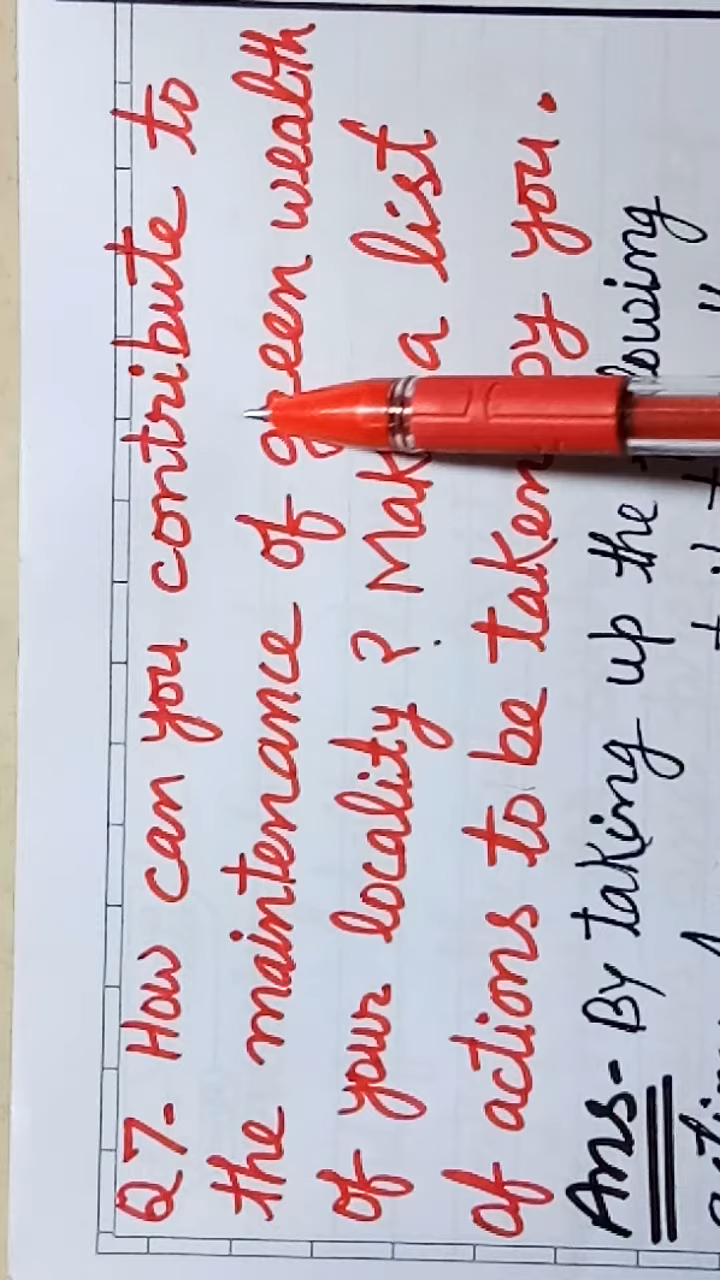 Q7- How can you contribute to
the maintenance of green wealth
of your locality? Make a list
of actions to be taken by you.
Ans- By taking up the